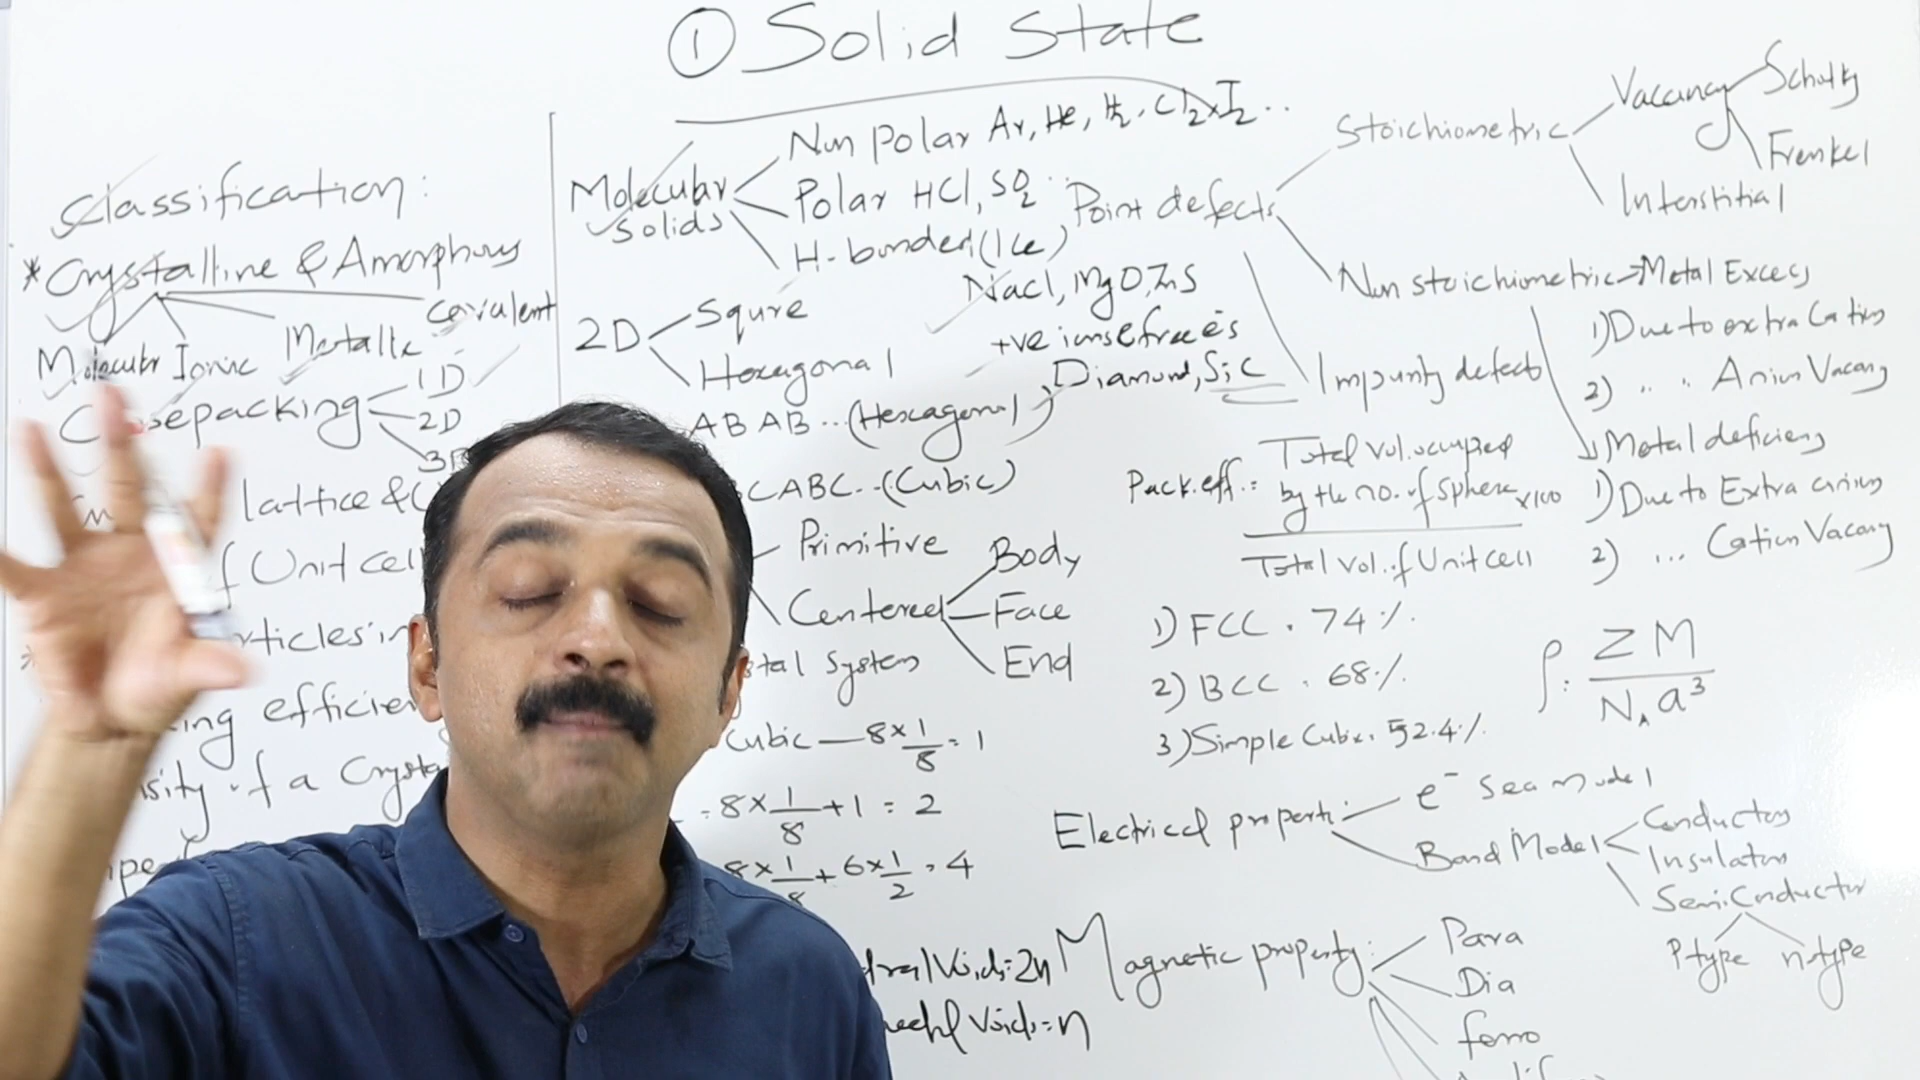 ① Solid State
Classification:
* Crystalline & Amorphous
Molecular Ionic Metallic Covalent
packing
1D
2D
3D
lattice &
f Unit cell
rticles in
ing efficien
sity of a Crysta
Molecular solids
Non polar Ar, He, H2, Cl2, I2 ..
Polar HCl, SO2 ..
H-bonded (Ice)
2D
Squre
Hexagonal
NaCl, MgO, ZnS
+ve ions & free e's
Diamond, SiC
ABAB... (Hexagonal)
CABC.. (Cubic)
Primitive
Centered
Body
Face
End
stal Systems
Cubic — 8×1/8 = 1
= 8×1/8 + 1 = 2
8×1/8 + 6×1/2 = 4
dral Voids = 2n
hedral Voids = n
Point defects
Stoichiometric
Vacancy
Frenkel
Interstitial
Non stoichiometric → Metal Excess
1) Due to extra Cations
2) " " Anion Vacancy
Metal deficiency
1) Due to Extra anions
2) ... Cation Vacancy
Impurity defects
Pack. eff. = Total vol. occupied by the no. of Sphere ×100
Total vol. of Unit cell
1) FCC . 74 %.
2) BCC . 68 %.
3) Simple Cubic. 52.4 %.
ρ = ZM
N_A a³
Electrical property:
e⁻ Sea model
Band Model
Conductors
Insulators
Semi Conductor
P type n-type
Magnetic property:
Para
Dia
ferro